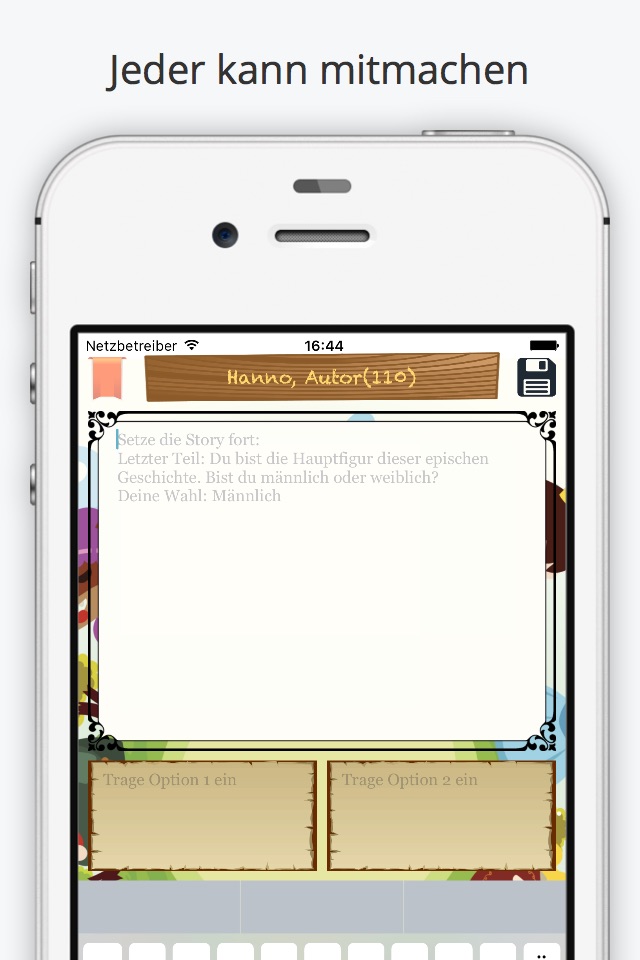 Jeder kann mitmachen
Netzbetreiber 16:44
Hanno, Autor(110)
Setze die Story fort:
Letzter Teil: Du bist die Hauptfigur dieser epischen
Geschichte. Bist du männlich oder weiblich?
Deine Wahl: Männlich
Trage Option 1 ein
Trage Option 2 ein